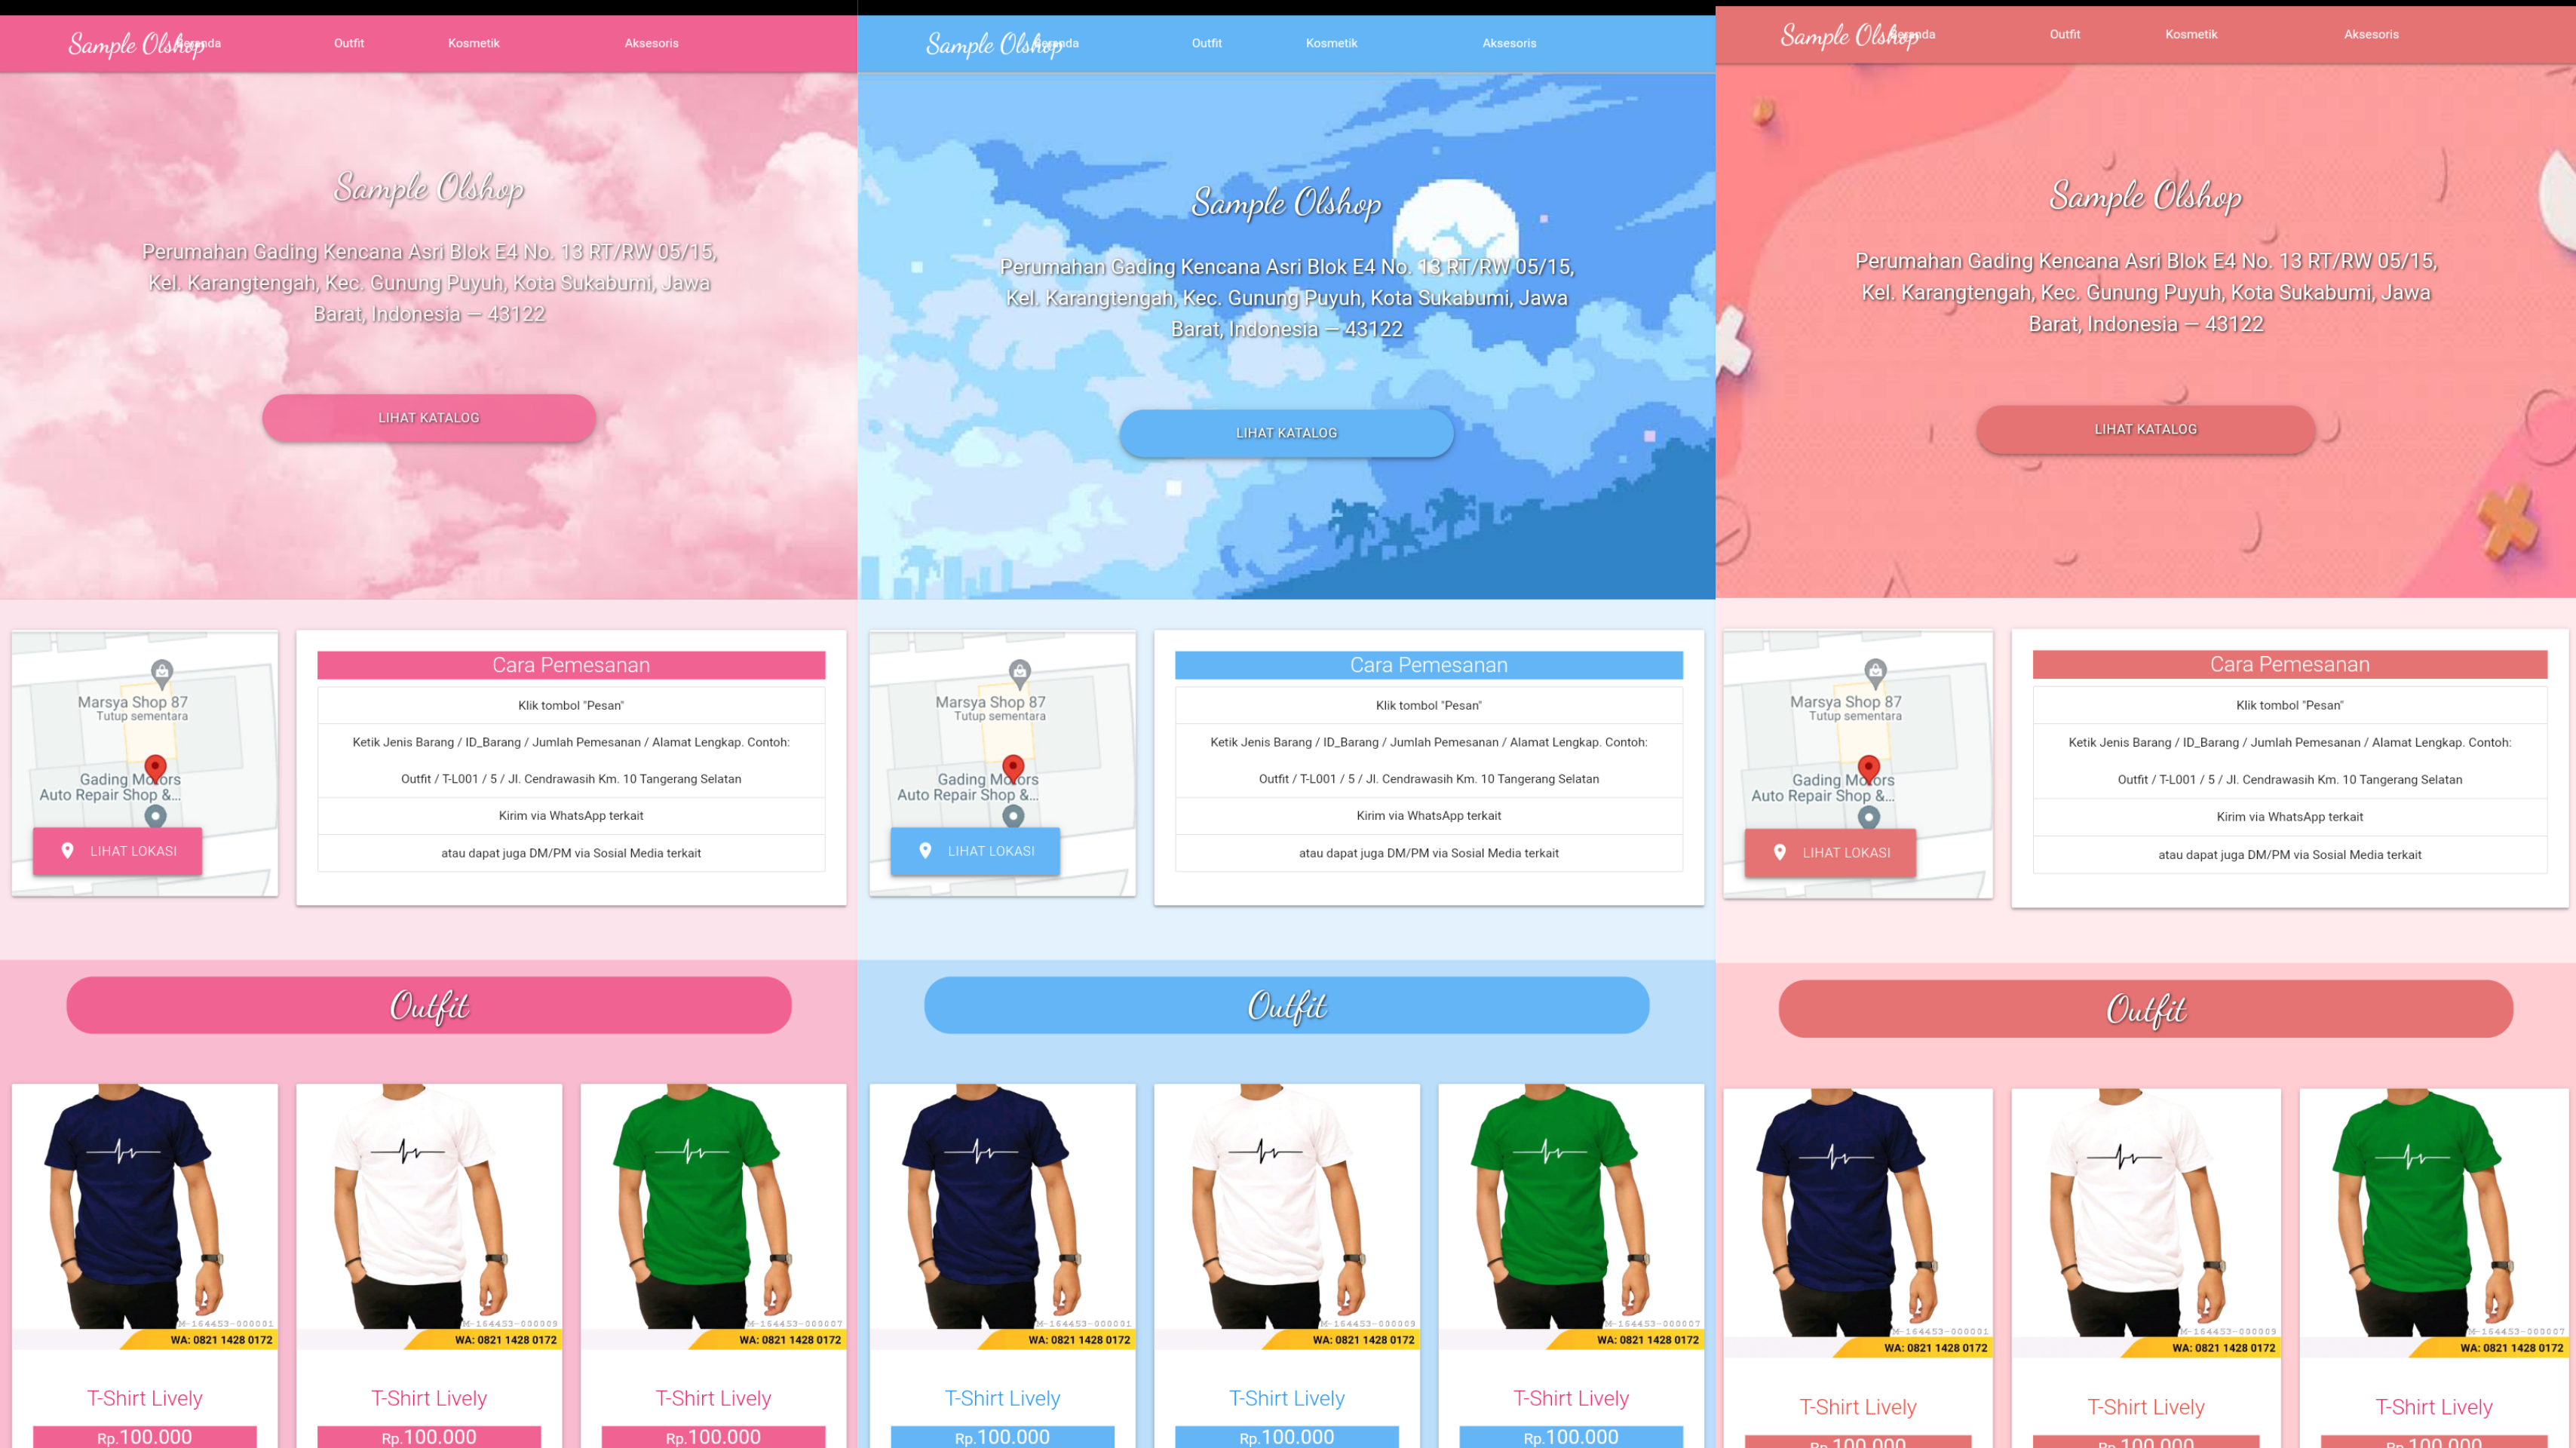 Sample Olshop
Beranda
Outfit
Kosmetik
Aksesoris
Sample Olshop
Perumahan Gading Kencana Asri Blok E4 No. 13 RT/RW 05/15,
Kel. Karangtengah, Kec. Gunung Puyuh, Kota Sukabumi, Jawa
Barat, Indonesia — 43122
LIHAT KATALOG
Marsya Shop 87
Tutup sementara
Gading Motors
Auto Repair Shop &...
LIHAT LOKASI
Cara Pemesanan
Klik tombol "Pesan"
Ketik Jenis Barang / ID_Barang / Jumlah Pemesanan / Alamat Lengkap. Contoh:
Outfit / T-L001 / 5 / Jl. Cendrawasih Km. 10 Tangerang Selatan
Kirim via WhatsApp terkait
atau dapat juga DM/PM via Sosial Media terkait
Outfit
M-164453-000001
WA: 0821 1428 0172
T-Shirt Lively
Rp.100.000
M-164453-000009
WA: 0821 1428 0172
T-Shirt Lively
Rp.100.000
M-164453-000007
WA: 0821 1428 0172
T-Shirt Lively
Rp.100.000
Sample Olshop
Beranda
Outfit
Kosmetik
Aksesoris
Sample Olshop
Perumahan Gading Kencana Asri Blok E4 No. 13 RT/RW 05/15,
Kel. Karangtengah, Kec. Gunung Puyuh, Kota Sukabumi, Jawa
Barat, Indonesia — 43122
LIHAT KATALOG
Marsya Shop 87
Tutup sementara
Gading Motors
Auto Repair Shop &...
LIHAT LOKASI
Cara Pemesanan
Klik tombol "Pesan"
Ketik Jenis Barang / ID_Barang / Jumlah Pemesanan / Alamat Lengkap. Contoh:
Outfit / T-L001 / 5 / Jl. Cendrawasih Km. 10 Tangerang Selatan
Kirim via WhatsApp terkait
atau dapat juga DM/PM via Sosial Media terkait
Outfit
M-164453-000001
WA: 0821 1428 0172
T-Shirt Lively
Rp.100.000
M-164453-000009
WA: 0821 1428 0172
T-Shirt Lively
Rp.100.000
M-164453-000007
WA: 0821 1428 0172
T-Shirt Lively
Rp.100.000
Sample Olshop
Beranda
Outfit
Kosmetik
Aksesoris
Sample Olshop
Perumahan Gading Kencana Asri Blok E4 No. 13 RT/RW 05/15,
Kel. Karangtengah, Kec. Gunung Puyuh, Kota Sukabumi, Jawa
Barat, Indonesia — 43122
LIHAT KATALOG
Marsya Shop 87
Tutup sementara
Gading Motors
Auto Repair Shop &...
LIHAT LOKASI
Cara Pemesanan
Klik tombol "Pesan"
Ketik Jenis Barang / ID_Barang / Jumlah Pemesanan / Alamat Lengkap. Contoh:
Outfit / T-L001 / 5 / Jl. Cendrawasih Km. 10 Tangerang Selatan
Kirim via WhatsApp terkait
atau dapat juga DM/PM via Sosial Media terkait
Outfit
M-164453-000001
WA: 0821 1428 0172
T-Shirt Lively
Rp.100.000
M-164453-000009
WA: 0821 1428 0172
T-Shirt Lively
Rp.100.000
M-164453-000007
WA: 0821 1428 0172
T-Shirt Lively
Rp.100.000